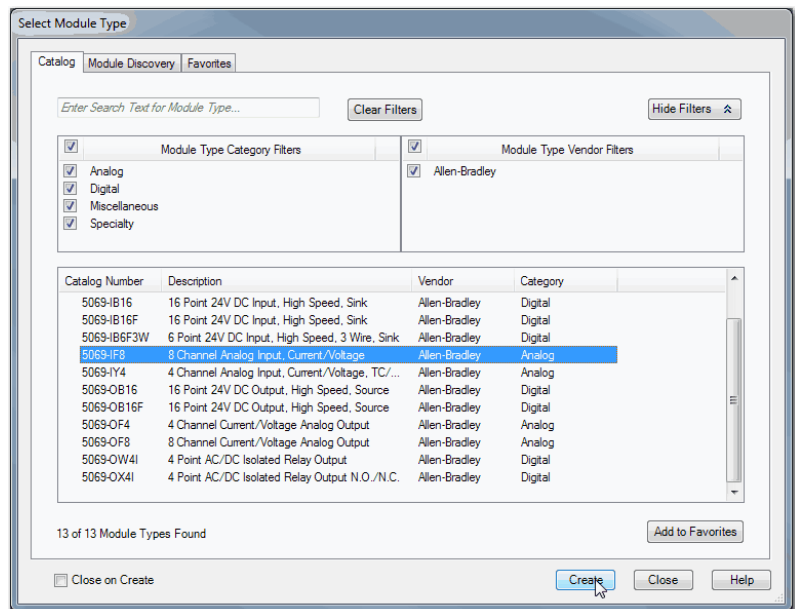 Select Module Type
Catalog Module Discovery Favorites
Enter Search Text for Module Type... Clear Filters Hide Filters
Module Type Category Filters Module Type Vendor Filters
Analog Allen-Bradley
Digital
Miscellaneous
Specialty
Catalog Number Description Vendor Category
5069-IB16 16 Point 24V DC Input, High Speed, Sink Allen-Bradley Digital
5069-IB16F 16 Point 24V DC Input, High Speed, Sink Allen-Bradley Digital
5069-IB6F3W 6 Point 24V DC Input, High Speed, 3 Wire, Sink Allen-Bradley Digital
5069-IF8 8 Channel Analog Input, Current/Voltage Allen-Bradley Analog
5069-IY4 4 Channel Analog Input, Current/Voltage, TC/... Allen-Bradley Analog
5069-OB16 16 Point 24V DC Output, High Speed, Source Allen-Bradley Digital
5069-OB16F 16 Point 24V DC Output, High Speed, Source Allen-Bradley Digital
5069-OF4 4 Channel Current/Voltage Analog Output Allen-Bradley Analog
5069-OF8 8 Channel Current/Voltage Analog Output Allen-Bradley Analog
5069-OW4I 4 Point AC/DC Isolated Relay Output Allen-Bradley Digital
5069-OX4I 4 Point AC/DC Isolated Relay Output N.O./N.C. Allen-Bradley Digital
13 of 13 Module Types Found Add to Favorites
Close on Create Create Close Help